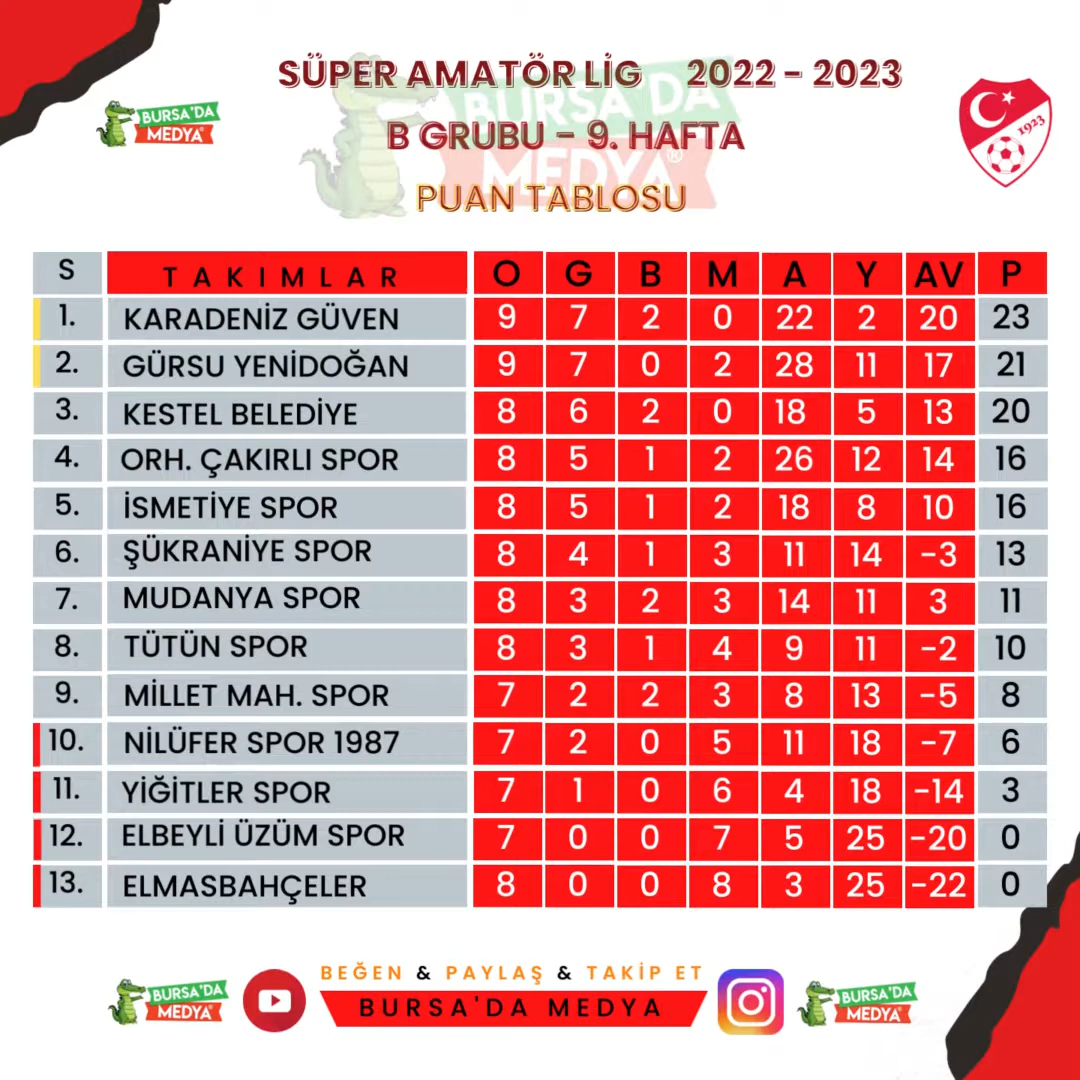 SÜPER AMATÖR LİG 2022 - 2023
BURSA'DA MEDYA®
BURSA'DA
MEDYA®
B GRUBU - 9. HAFTA
1923
PUAN TABLOSU
S TAKIMLAR O G B M A Y AV P
1. KARADENİZ GÜVEN 9 7 2 0 22 2 20 23
2. GÜRSU YENİDOĞAN 9 7 0 2 28 11 17 21
3. KESTEL BELEDİYE 8 6 2 0 18 5 13 20
4. ORH. ÇAKIRLI SPOR 8 5 1 2 26 12 14 16
5. İSMETİYE SPOR 8 5 1 2 18 8 10 16
6. ŞÜKRANİYE SPOR 8 4 1 3 11 14 -3 13
7. MUDANYA SPOR 8 3 2 3 14 11 3 11
8. TÜTÜN SPOR 8 3 1 4 9 11 -2 10
9. MİLLET MAH. SPOR 7 2 2 3 8 13 -5 8
10. NİLÜFER SPOR 1987 7 2 0 5 11 18 -7 6
11. YİĞİTLER SPOR 7 1 0 6 4 18 -14 3
12. ELBEYLİ ÜZÜM SPOR 7 0 0 7 5 25 -20 0
13. ELMASBAHÇELER 8 0 0 8 3 25 -22 0
BEĞEN & PAYLAŞ & TAKİP ET
BURSA'DA MEDYA
BURSA'DA
MEDYA
BURSA'DA
MEDYA